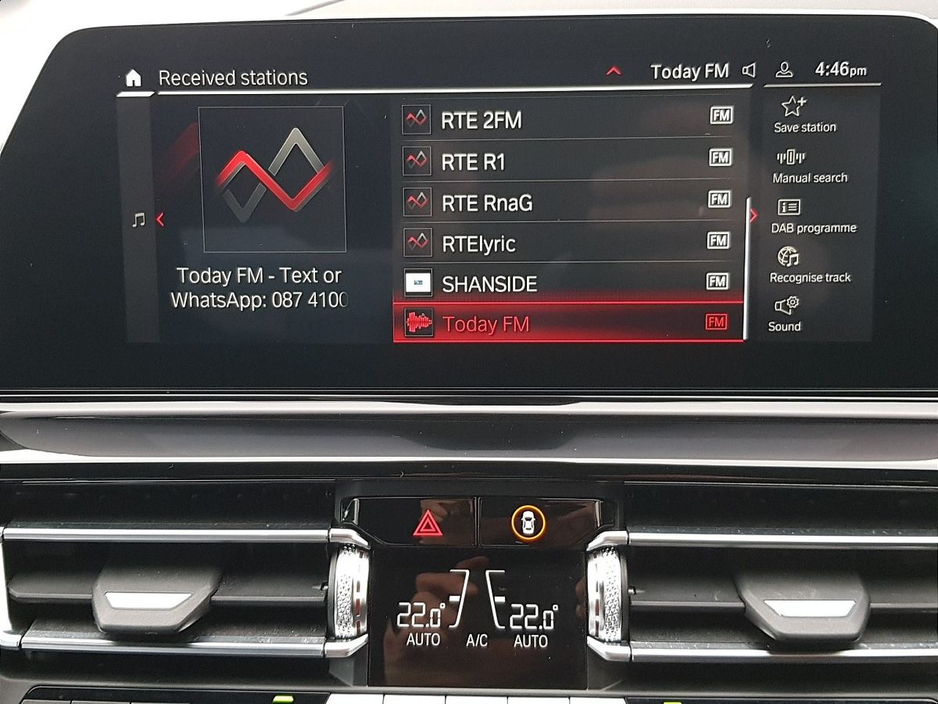 Received stations
Today FM
4:46pm
RTE 2FM FM
RTE R1 FM
RTE RnaG FM
RTElyric FM
SHANSIDE FM
Today FM FM
Today FM - Text or
WhatsApp: 087 4100
Save station
Manual search
DAB programme
Recognise track
Sound
22.0° 22.0°
AUTO A/C AUTO